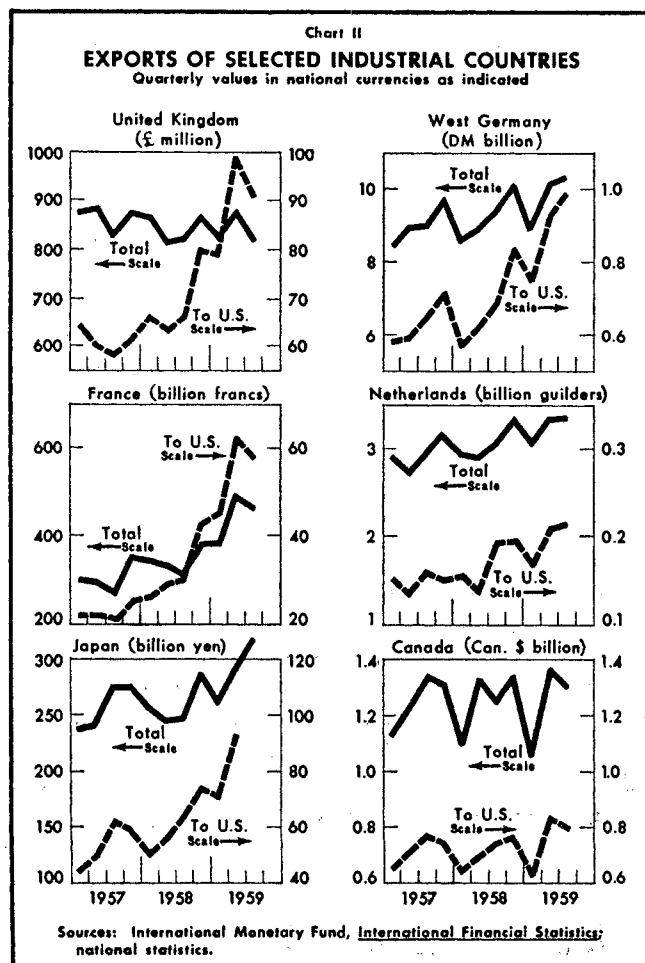 Chart II
EXPORTS OF SELECTED INDUSTRIAL COUNTRIES
Quarterly values in national currencies as indicated
United Kingdom
(£ million)
1000
900
800
700
600
100
90
80
70
60
Total
Scale
To U.S.
Scale
West Germany
(DM billion)
10
8
6
1.0
0.8
0.6
Total
Scale
To U.S.
Scale
France (billion francs)
600
400
200
60
40
20
To U.S.
Scale
Total
Scale
Netherlands (billion guilders)
3
2
1
0.3
0.2
0.1
Total
Scale
To U.S.
Scale
Japan (billion yen)
300
250
200
150
100
120
100
80
60
40
Total
Scale
To U.S.
Scale
1957 1958 1959
Canada (Can. $ billion)
1.4
1.2
1.0
0.8
0.6
1.4
1.2
1.0
0.8
0.6
Total
Scale
To U.S.
Scale
1957 1958 1959
Sources: International Monetary Fund, International Financial Statistics;
national statistics.